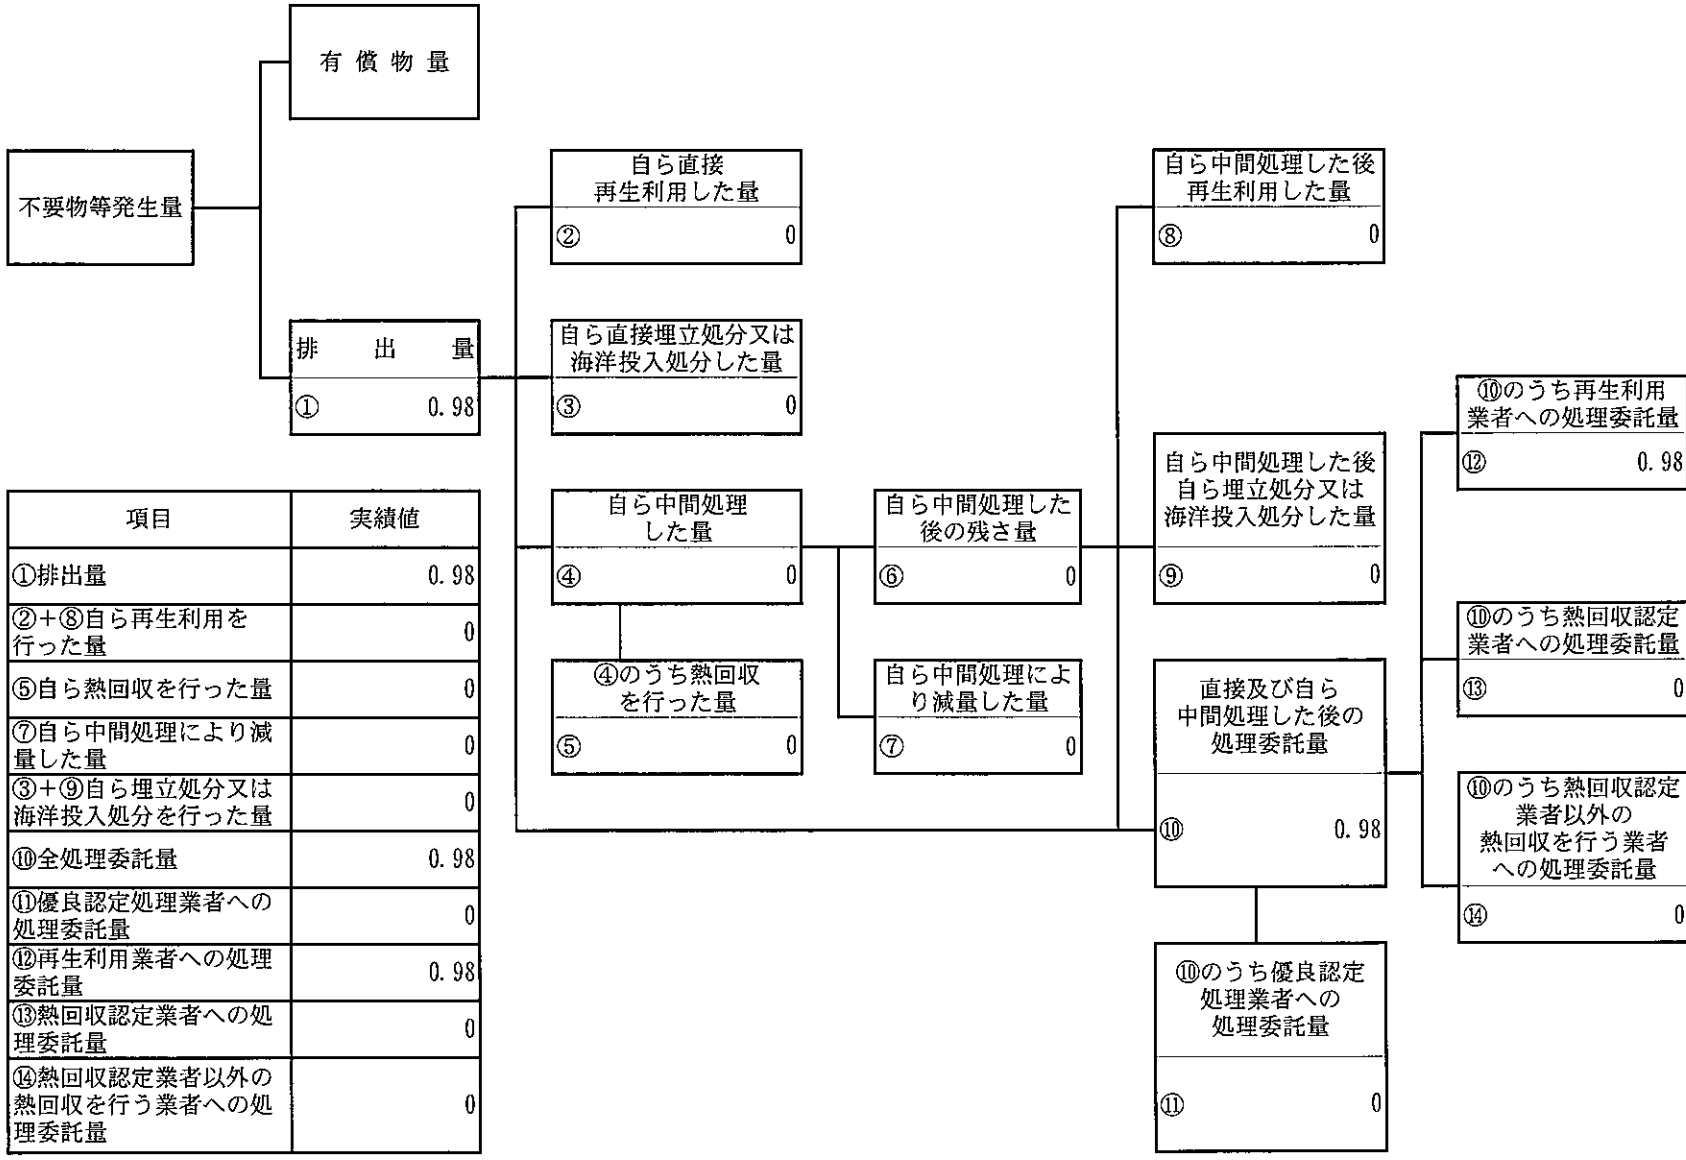 有償物量
不要物等発生量
排出量
① 0.98
自ら直接
再生利用した量
② 0
自ら直接埋立処分又は
海洋投入処分した量
③ 0
自ら中間処理
した量
④ 0
④のうち熱回収
を行った量
⑤ 0
自ら中間処理した
後の残さ量
⑥ 0
自ら中間処理によ
り減量した量
⑦ 0
自ら中間処理した後
再生利用した量
⑧ 0
自ら中間処理した後
自ら埋立処分又は
海洋投入処分した量
⑨ 0
直接及び自ら
中間処理した後の
処理委託量
⑩ 0.98
⑩のうち優良認定
処理業者への
処理委託量
⑪ 0
⑩のうち再生利用
業者への処理委託量
⑫ 0.98
⑩のうち熱回収認定
業者への処理委託量
⑬ 0
⑩のうち熱回収認定
業者以外の
熱回収を行う業者
への処理委託量
⑭ 0
項目 実績値
①排出量 0.98
②+⑧自ら再生利用を
行った量 0
⑤自ら熱回収を行った量 0
⑦自ら中間処理により減
量した量 0
③+⑨自ら埋立処分又は
海洋投入処分を行った量 0
⑩全処理委託量 0.98
⑪優良認定処理業者への
処理委託量 0
⑫再生利用業者への処理
委託量 0.98
⑬熱回収認定業者への処
理委託量 0
⑭熱回収認定業者以外の
熱回収を行う業者への処
理委託量 0